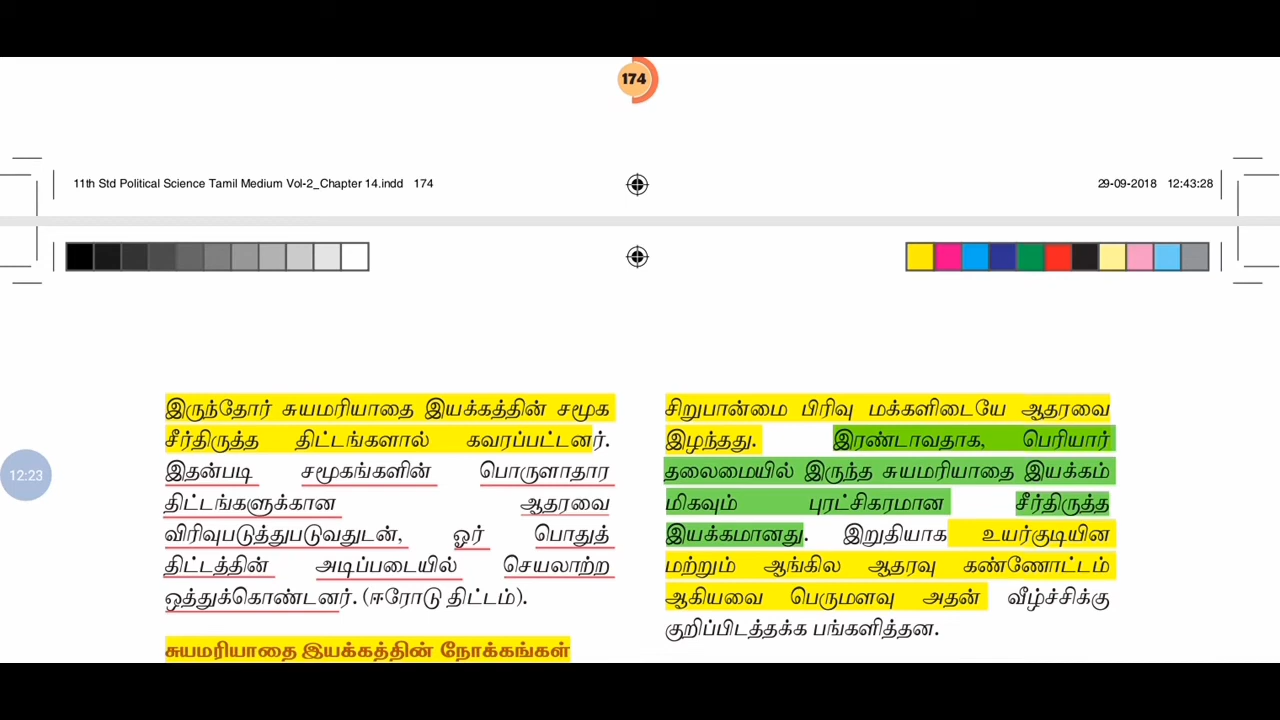 174
11th Std Political Science Tamil Medium Vol-2_Chapter 14.indd 174
29-09-2018 12:43:28
12:23
இருந்தோர் சுயமரியாதை இயக்கத்தின் சமூக
சீர்திருத்த திட்டங்களால் கவரப்பட்டனர்.
இதன்படி சமூகங்களின் பொருளாதார
திட்டங்களுக்கான ஆதரவை
விரிவுபடுத்துபடுவதுடன், ஓர் பொதுத்
திட்டத்தின் அடிப்படையில் செயலாற்ற
ஒத்துக்கொண்டனர். (ஈரோடு திட்டம்).
சுயமரியாதை இயக்கத்தின் நோக்கங்கள்
சிறுபான்மை பிரிவு மக்களிடையே ஆதரவை
இழந்தது. இரண்டாவதாக, பெரியார்
தலைமையில் இருந்த சுயமரியாதை இயக்கம்
மிகவும் புரட்சிகரமான சீர்திருத்த
இயக்கமானது. இறுதியாக உயர்குடியின
மற்றும் ஆங்கில ஆதரவு கண்ணோட்டம்
ஆகியவை பெருமளவு அதன் வீழ்ச்சிக்கு
குறிப்பிடத்தக்க பங்களித்தன.